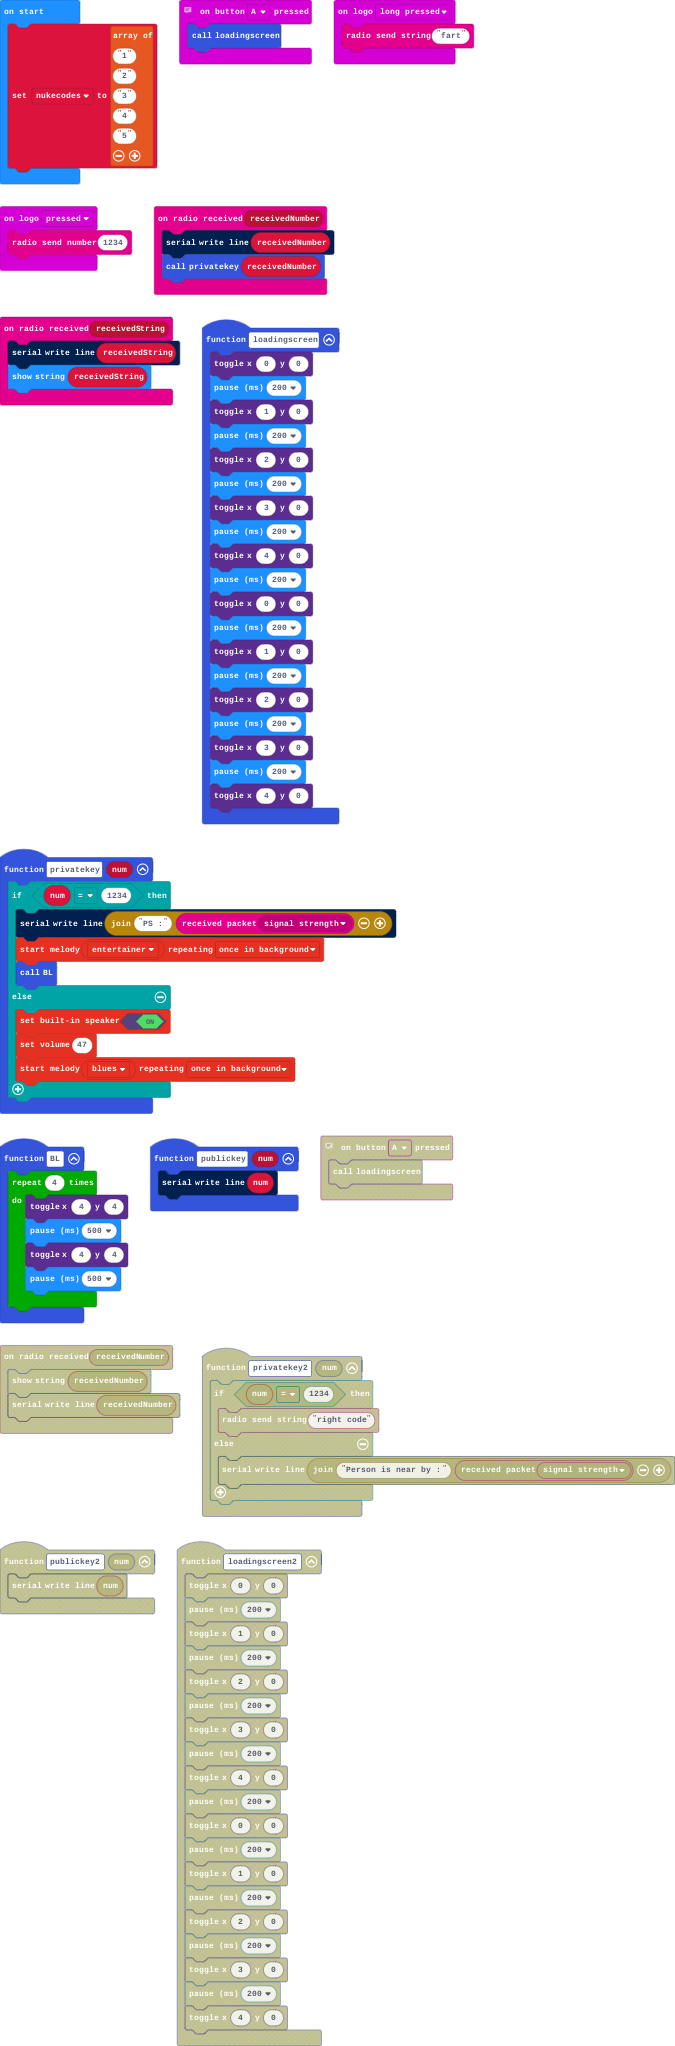 on start
set nukecodes to array of
"1"
"2"
"3"
"4"
"5"
on button A pressed
call loadingscreen
on logo long pressed
radio send string "fart"
on logo pressed
radio send number 1234
on radio received receivedNumber
serial write line receivedNumber
call privatekey receivedNumber
on radio received receivedString
serial write line receivedString
show string receivedString
function loadingscreen
toggle x 0 y 0
pause (ms) 200
toggle x 1 y 0
pause (ms) 200
toggle x 2 y 0
pause (ms) 200
toggle x 3 y 0
pause (ms) 200
toggle x 4 y 0
pause (ms) 200
toggle x 0 y 0
pause (ms) 200
toggle x 1 y 0
pause (ms) 200
toggle x 2 y 0
pause (ms) 200
toggle x 3 y 0
pause (ms) 200
toggle x 4 y 0
function privatekey num
if num = 1234 then
serial write line join "PS :" received packet signal strength
start melody entertainer repeating once in background
call BL
else
set built-in speaker ON
set volume 47
start melody blues repeating once in background
function BL
repeat 4 times
do
toggle x 4 y 4
pause (ms) 500
toggle x 4 y 4
pause (ms) 500
function publickey num
serial write line num
on button A pressed
call loadingscreen
on radio received receivedNumber
show string receivedNumber
serial write line receivedNumber
function privatekey2 num
if num = 1234 then
radio send string "right code"
else
serial write line join "Person is near by :" received packet signal strength
function publickey2 num
serial write line num
function loadingscreen2
toggle x 0 y 0
pause (ms) 200
toggle x 1 y 0
pause (ms) 200
toggle x 2 y 0
pause (ms) 200
toggle x 3 y 0
pause (ms) 200
toggle x 4 y 0
pause (ms) 200
toggle x 0 y 0
pause (ms) 200
toggle x 1 y 0
pause (ms) 200
toggle x 2 y 0
pause (ms) 200
toggle x 3 y 0
pause (ms) 200
toggle x 4 y 0